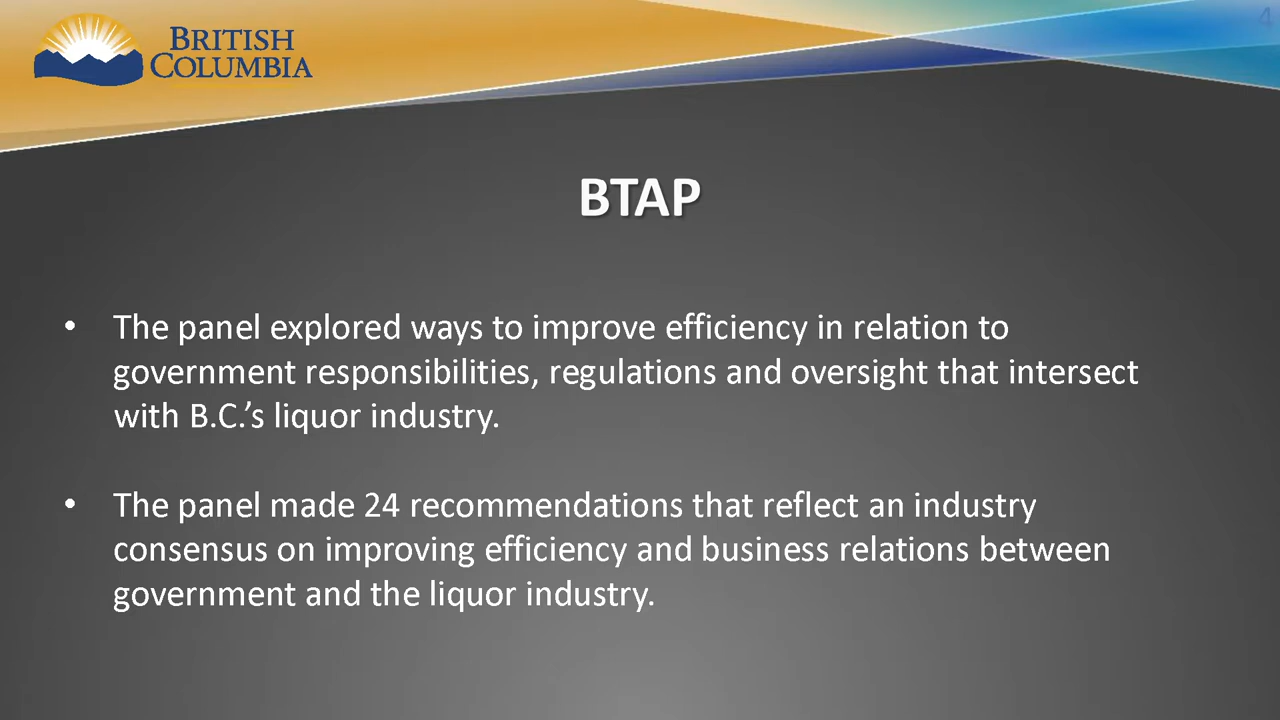 BRITISH
COLUMBIA
4
BTAP
• The panel explored ways to improve efficiency in relation to
government responsibilities, regulations and oversight that intersect
with B.C.’s liquor industry.
• The panel made 24 recommendations that reflect an industry
consensus on improving efficiency and business relations between
government and the liquor industry.